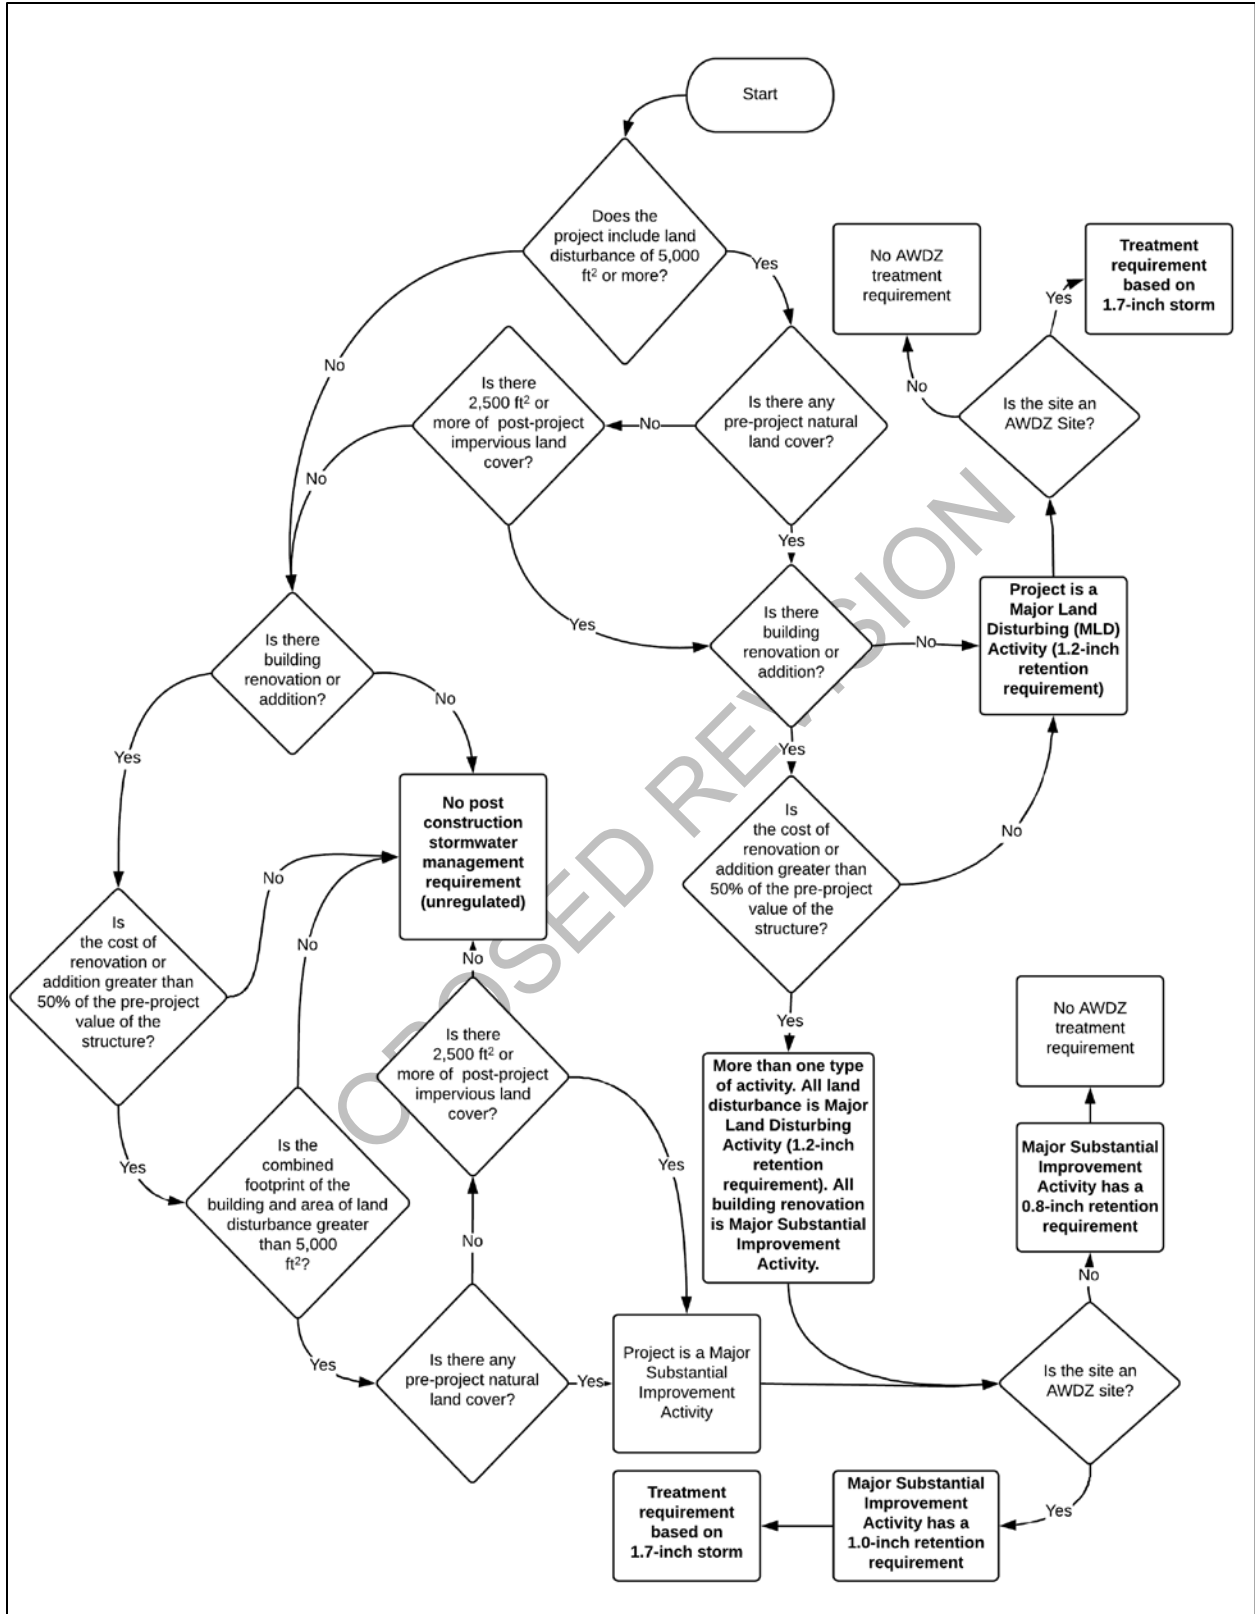 Start
Does the
project include land
disturbance of 5,000
ft² or more?
Yes
No
No AWDZ
treatment
requirement
Treatment
requirement
based on
1.7-inch storm
Yes
No
Is the site an
AWDZ Site?
Is there
2,500 ft² or
more of post-project
impervious land
cover?
No
Is there any
pre-project natural
land cover?
No
Yes
Yes
Is there
building
renovation or
addition?
No
Project is a
Major Land
Disturbing (MLD)
Activity (1.2-inch
retention
requirement)
Is there
building
renovation or
addition?
No
Yes
Yes
No post
construction
stormwater
management
requirement
(unregulated)
Is
the cost of
renovation or
addition greater than
50% of the pre-project
value of the
structure?
No
Is
the cost of
renovation or
addition greater than
50% of the pre-project
value of the
structure?
No
No
No
Is there
2,500 ft² or
more of post-project
impervious land
cover?
Yes
Yes
Yes
More than one type
of activity. All land
disturbance is Major
Land Disturbing
Activity (1.2-inch
retention
requirement). All
building renovation
is Major Substantial
Improvement
Activity.
No AWDZ
treatment
requirement
Major Substantial
Improvement
Activity has a
0.8-inch retention
requirement
No
Is the
combined
footprint of the
building and area of land
disturbance greater
than 5,000
ft²?
No
Yes
Is there any
pre-project natural
land cover?
Yes
Project is a Major
Substantial
Improvement
Activity
Is the site an
AWDZ site?
Yes
Major Substantial
Improvement
Activity has a
1.0-inch retention
requirement
Treatment
requirement
based on
1.7-inch storm
OPOSED REVISION